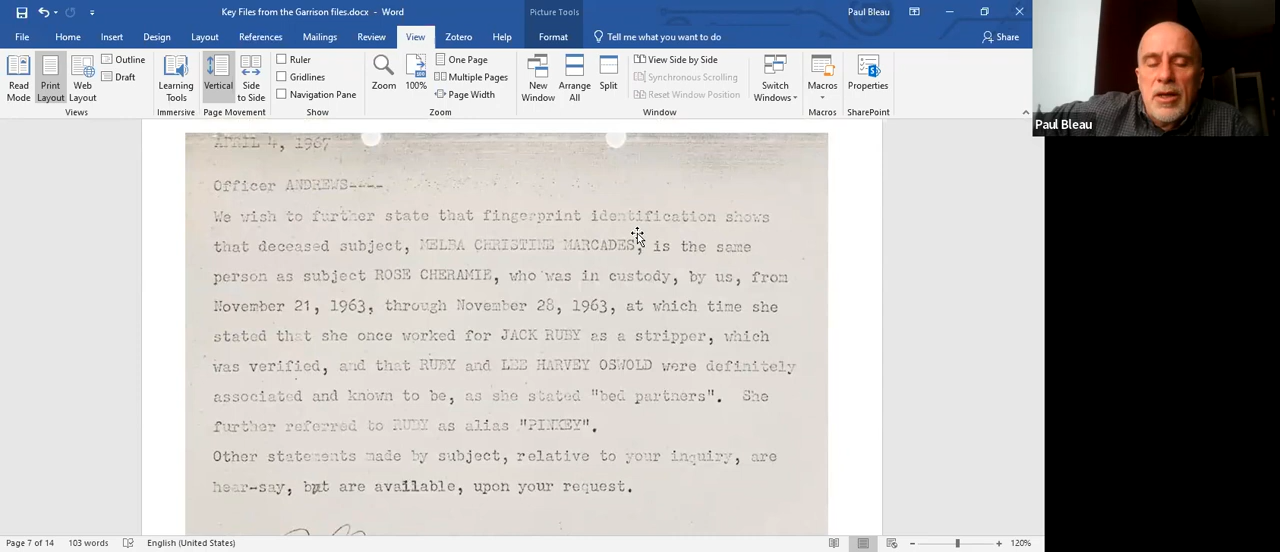 Key Files from the Garrison files.docx - Word
Picture Tools
Paul Bleau
File
Home
Insert
Design
Layout
References
Mailings
Review
View
Zotero
Help
Format
Tell me what you want to do
Share
Read Mode
Print Layout
Web Layout
Outline
Draft
Views
Learning Tools
Immersive
Vertical
Side to Side
Page Movement
Ruler
Gridlines
Navigation Pane
Show
Zoom
100%
One Page
Multiple Pages
Page Width
Zoom
New Window
Arrange All
Split
View Side by Side
Synchronous Scrolling
Reset Window Position
Window
Switch Windows
Macros
Macros
Properties
SharePoint
Paul Bleau
APRIL 4, 1967
Officer ANDREWS----
We wish to further state that fingerprint identification shows
that deceased subject, MELBA CHRISTINE MARCADES, is the same
person as subject ROSE CHERAMIE, who was in custody, by us, from
November 21, 1963, through November 28, 1963, at which time she
stated that she once worked for JACK RUBY as a stripper, which
was verified, and that RUBY and LEE HARVEY OSWOLD were definitely
associated and known to be, as she stated "bed partners". She
further referred to RUBY as alias "PINKEY".
Other statements made by subject, relative to your inquiry, are
hear-say, but are available, upon your request.
Page 7 of 14
103 words
English (United States)
120%